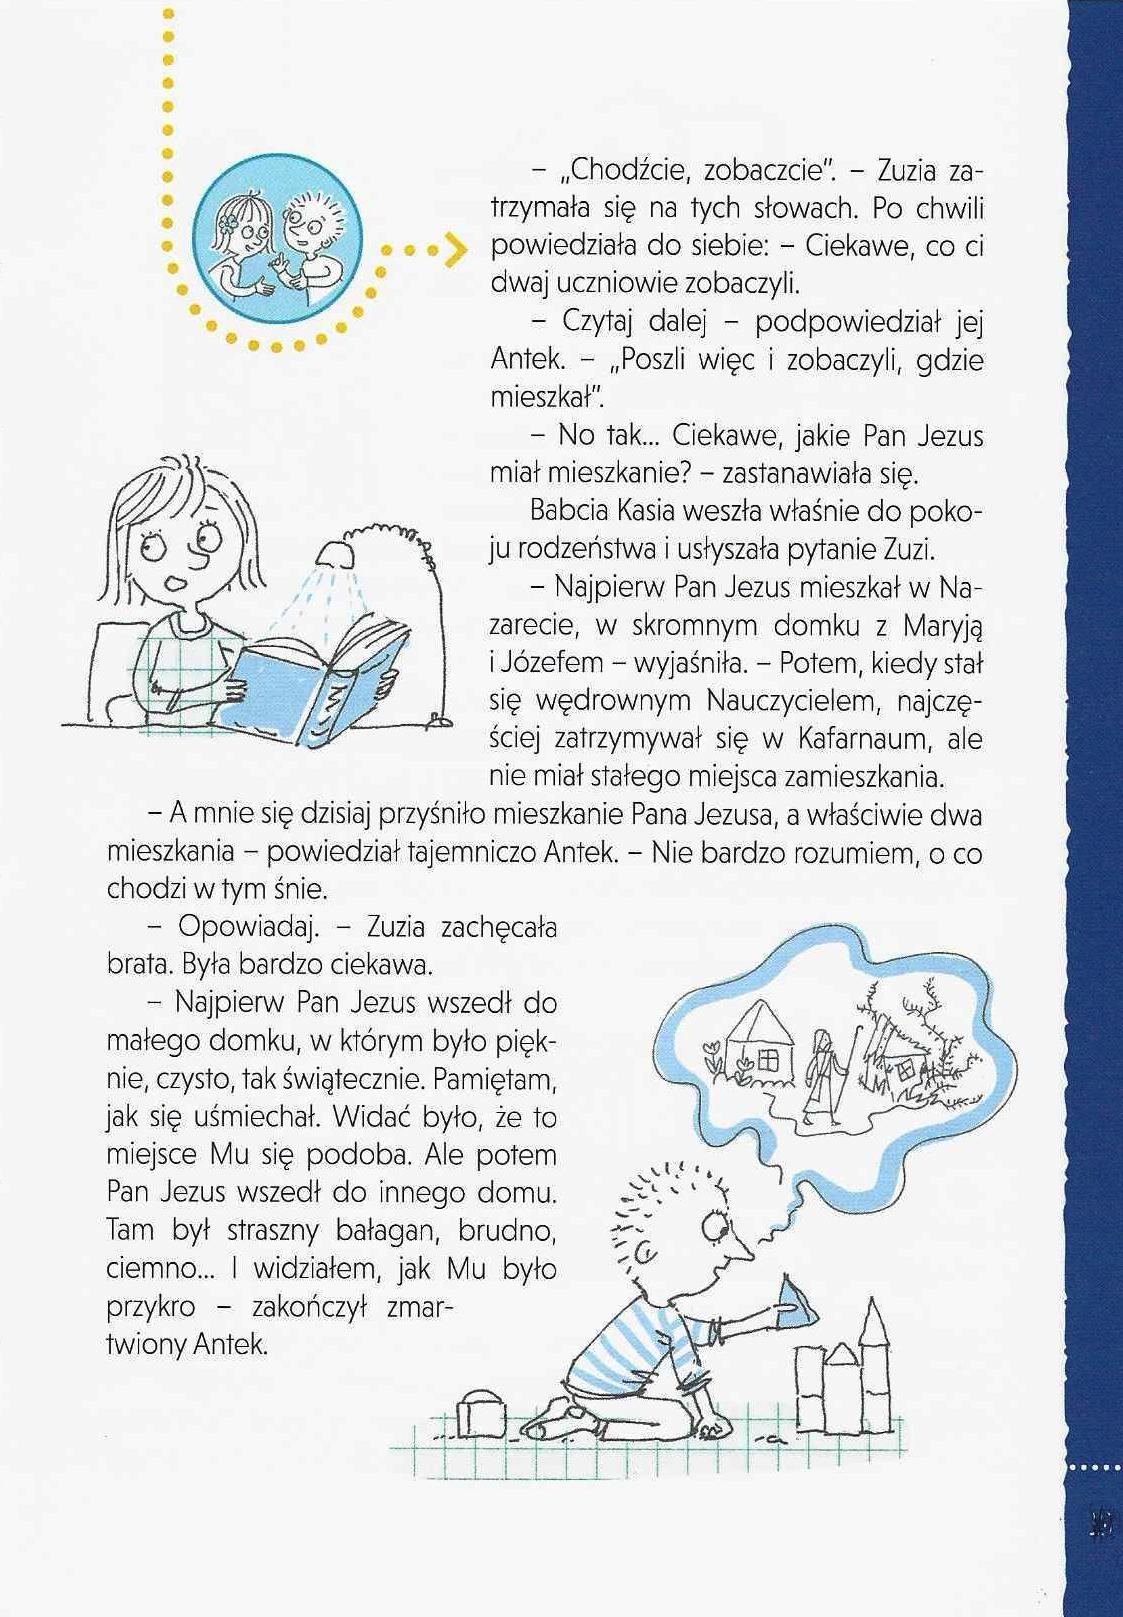 – „Chodźcie, zobaczcie”. – Zuzia za-
trzymała się na tych słowach. Po chwili
powiedziała do siebie: – Ciekawe, co ci
dwaj uczniowie zobaczyli.
– Czytaj dalej – podpowiedział jej
Antek. – „Poszli więc i zobaczyli, gdzie
mieszkał”.
– No tak... Ciekawe, jakie Pan Jezus
miał mieszkanie? – zastanawiała się.
Babcia Kasia weszła właśnie do poko-
ju rodzeństwa i usłyszała pytanie Zuzi.
– Najpierw Pan Jezus mieszkał w Na-
zarecie, w skromnym domku z Maryją
i Józefem – wyjaśniła. – Potem, kiedy stał
się wędrownym Nauczycielem, najczę-
ściej zatrzymywał się w Kafarnaum, ale
nie miał stałego miejsca zamieszkania.
– A mnie się dzisiaj przyśniło mieszkanie Pana Jezusa, a właściwie dwa
mieszkania – powiedział tajemniczo Antek. – Nie bardzo rozumiem, o co
chodzi w tym śnie.
– Opowiadaj. – Zuzia zachęcała
brata. Była bardzo ciekawa.
– Najpierw Pan Jezus wszedł do
małego domku, w którym było pięk-
nie, czysto, tak świątecznie. Pamiętam,
jak się uśmiechał. Widać było, że to
miejsce Mu się podoba. Ale potem
Pan Jezus wszedł do innego domu.
Tam był straszny bałagan, brudno,
ciemno... I widziałem, jak Mu było
przykro – zakończył zmar-
twiony Antek.